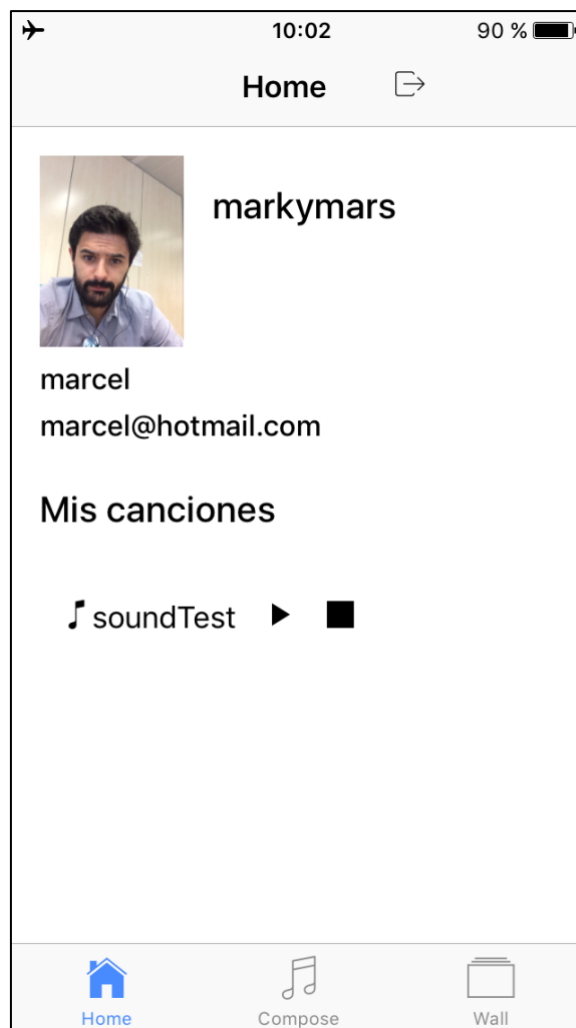 10:02 90 %
Home
markymars
marcel
marcel@hotmail.com
Mis canciones
soundTest
Home Compose Wall